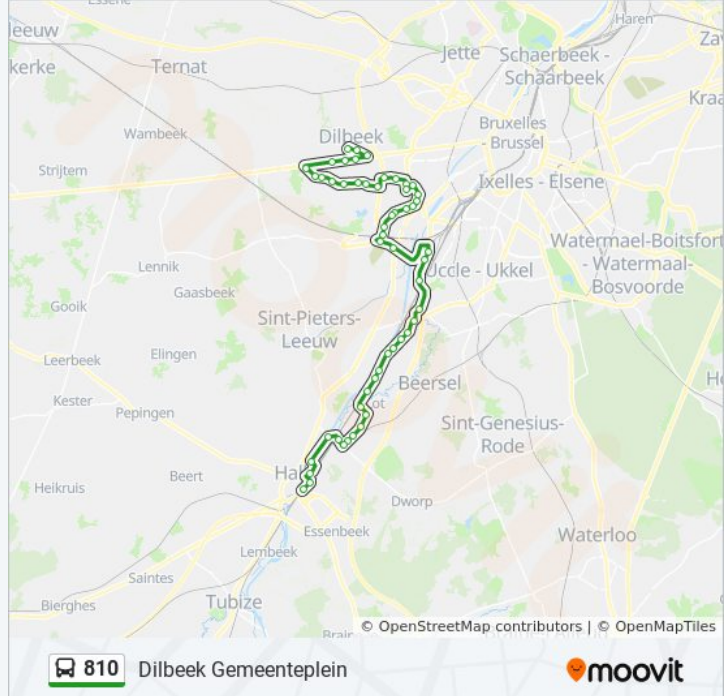 Essene
Haren
leeuw
Jette
Schaerbeek -
Schaarbeek
Zav
kerke
Ternat
Kraa
Wambeek
Dilbeek
Bruxelles
- Brussel
Strijtem
Ixelles - Elsene
Watermael-Boitsfort
- Watermaal-
Bosvoorde
Lennik
Uccle - Ukkel
Gaasbeek
Gooik
Sint-Pieters-
Leeuw
Leerbeek
Elingen
Beersel
Kester
Lot
Pepingen
Sint-Genesius-
Rode
Beert
Heikruis
Dworp
Essenbeek
Lembeek
Waterloo
Saintes
Bierghes
Tubize
© OpenStreetMap contributors | © OpenMapTiles
810 Dilbeek Gemeenteplein
moovit